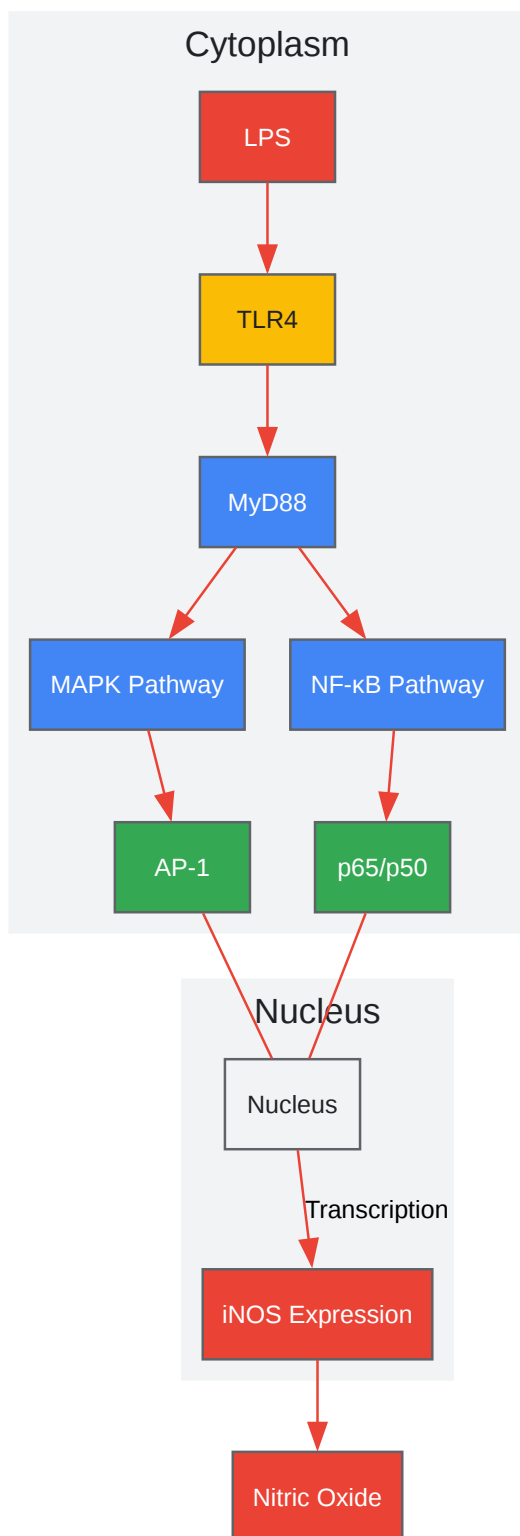 Cytoplasm
LPS
TLR4
MyD88
MAPK Pathway
NF-κB Pathway
AP-1
p65/p50
Nucleus
Nucleus
Transcription
iNOS Expression
Nitric Oxide